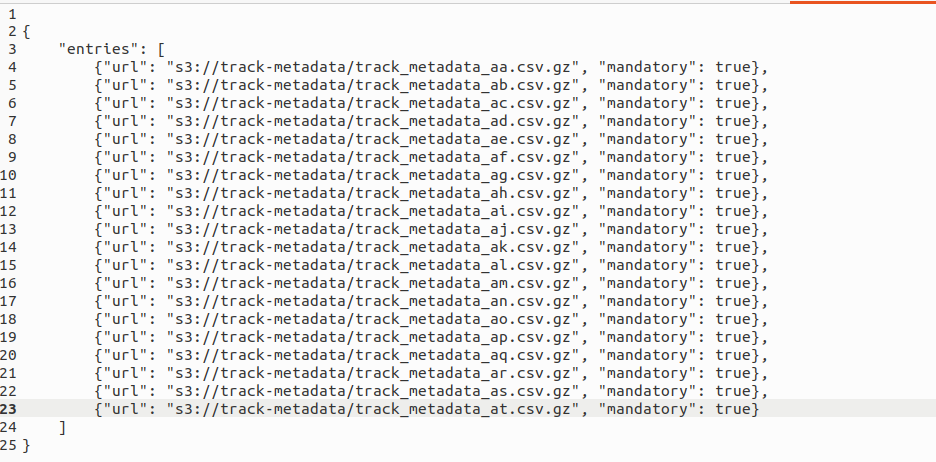 1
2 {
3     "entries": [
4         {"url": "s3://track-metadata/track_metadata_aa.csv.gz", "mandatory": true},
5         {"url": "s3://track-metadata/track_metadata_ab.csv.gz", "mandatory": true},
6         {"url": "s3://track-metadata/track_metadata_ac.csv.gz", "mandatory": true},
7         {"url": "s3://track-metadata/track_metadata_ad.csv.gz", "mandatory": true},
8         {"url": "s3://track-metadata/track_metadata_ae.csv.gz", "mandatory": true},
9         {"url": "s3://track-metadata/track_metadata_af.csv.gz", "mandatory": true},
10         {"url": "s3://track-metadata/track_metadata_ag.csv.gz", "mandatory": true},
11         {"url": "s3://track-metadata/track_metadata_ah.csv.gz", "mandatory": true},
12         {"url": "s3://track-metadata/track_metadata_ai.csv.gz", "mandatory": true},
13         {"url": "s3://track-metadata/track_metadata_aj.csv.gz", "mandatory": true},
14         {"url": "s3://track-metadata/track_metadata_ak.csv.gz", "mandatory": true},
15         {"url": "s3://track-metadata/track_metadata_al.csv.gz", "mandatory": true},
16         {"url": "s3://track-metadata/track_metadata_am.csv.gz", "mandatory": true},
17         {"url": "s3://track-metadata/track_metadata_an.csv.gz", "mandatory": true},
18         {"url": "s3://track-metadata/track_metadata_ao.csv.gz", "mandatory": true},
19         {"url": "s3://track-metadata/track_metadata_ap.csv.gz", "mandatory": true},
20         {"url": "s3://track-metadata/track_metadata_aq.csv.gz", "mandatory": true},
21         {"url": "s3://track-metadata/track_metadata_ar.csv.gz", "mandatory": true},
22         {"url": "s3://track-metadata/track_metadata_as.csv.gz", "mandatory": true},
23         {"url": "s3://track-metadata/track_metadata_at.csv.gz", "mandatory": true}
24     ]
25 }